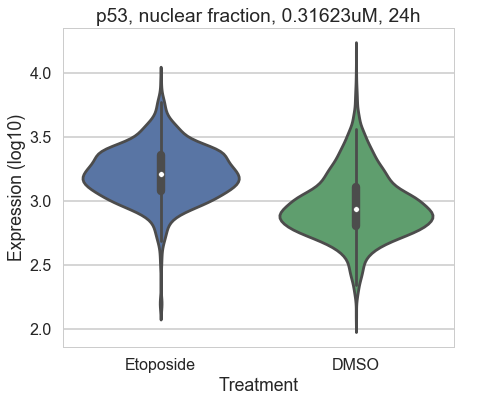 p53, nuclear fraction, 0.31623uM, 24h
4.0
3.5
3.0
2.5
2.0
Expression (log10)
Etoposide
DMSO
Treatment